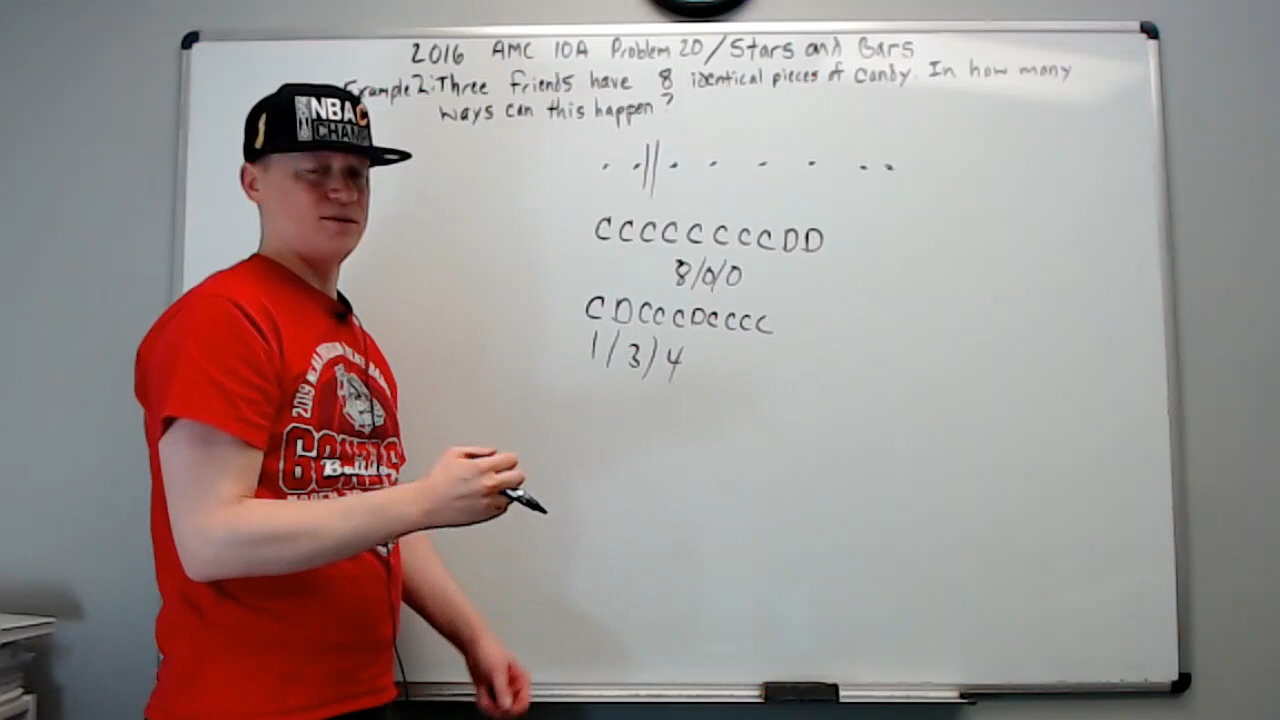 2016 AMC 10A Problem 20/Stars and Bars
Example 2: Three friends have 8 identical pieces of candy. In how many
ways can this happen?
CCCCCCCCDD
8/0/0
CDCCCDCCCC
1/3/4
NBA
CHAMP
2019
Bulldog